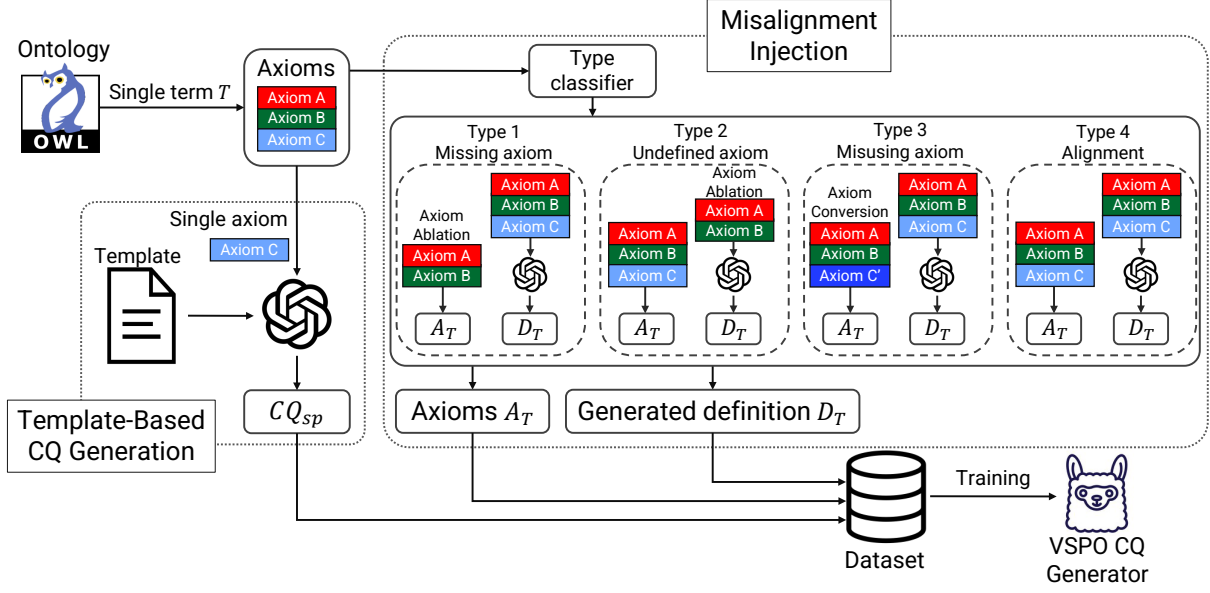 Misalignment
Injection
Ontology
OWL
Single term T
Axioms
Axiom A
Axiom B
Axiom C
Type
classifier
Type 1
Missing axiom
Axiom
Ablation
Axiom A
Axiom B
Axiom A
Axiom B
Axiom C
A_T
D_T
Type 2
Undefined axiom
Axiom
Ablation
Axiom A
Axiom B
Axiom C
Axiom A
Axiom B
A_T
D_T
Type 3
Misusing axiom
Axiom
Conversion
Axiom A
Axiom B
Axiom C'
Axiom A
Axiom B
Axiom C
A_T
D_T
Type 4
Alignment
Axiom A
Axiom B
Axiom C
Axiom A
Axiom B
Axiom C
A_T
D_T
Single axiom
Axiom C
Template
CQ_sp
Template-Based
CQ Generation
Axioms A_T
Generated definition D_T
Dataset
Training
VSPO CQ
Generator